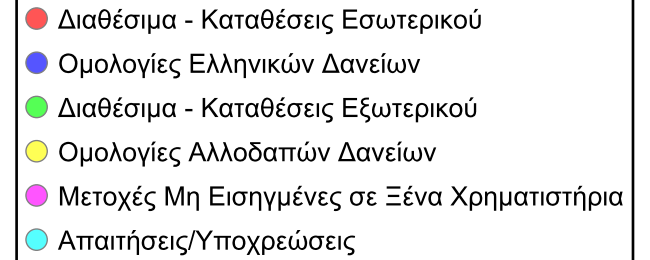 Διαθέσιμα - Καταθέσεις Εσωτερικού
Ομολογίες Ελληνικών Δανείων
Διαθέσιμα - Καταθέσεις Εξωτερικού
Ομολογίες Αλλοδαπών Δανείων
Μετοχές Μη Εισηγμένες σε Ξένα Χρηματιστήρια
Απαιτήσεις/Υποχρεώσεις